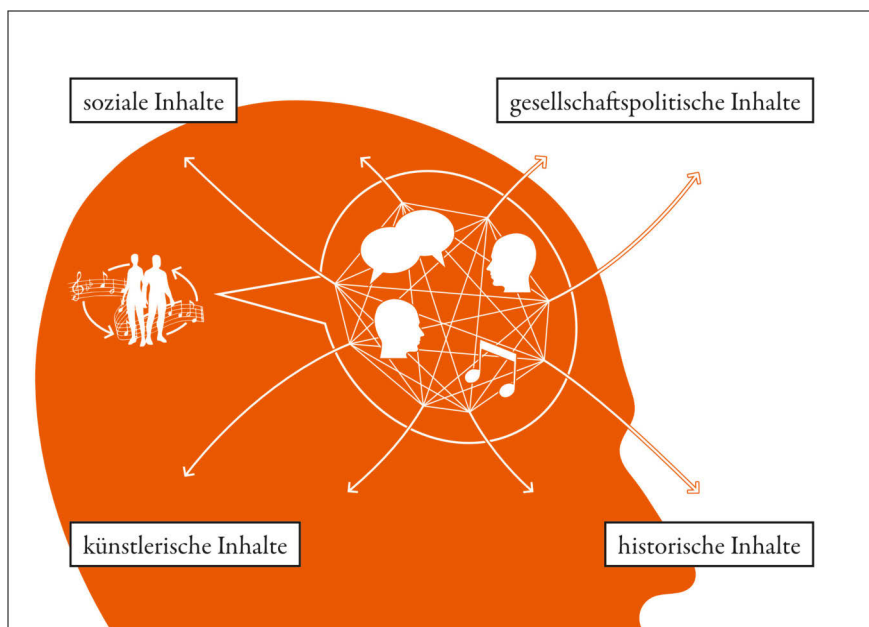 soziale Inhalte
gesellschaftspolitische Inhalte
künstlerische Inhalte
historische Inhalte